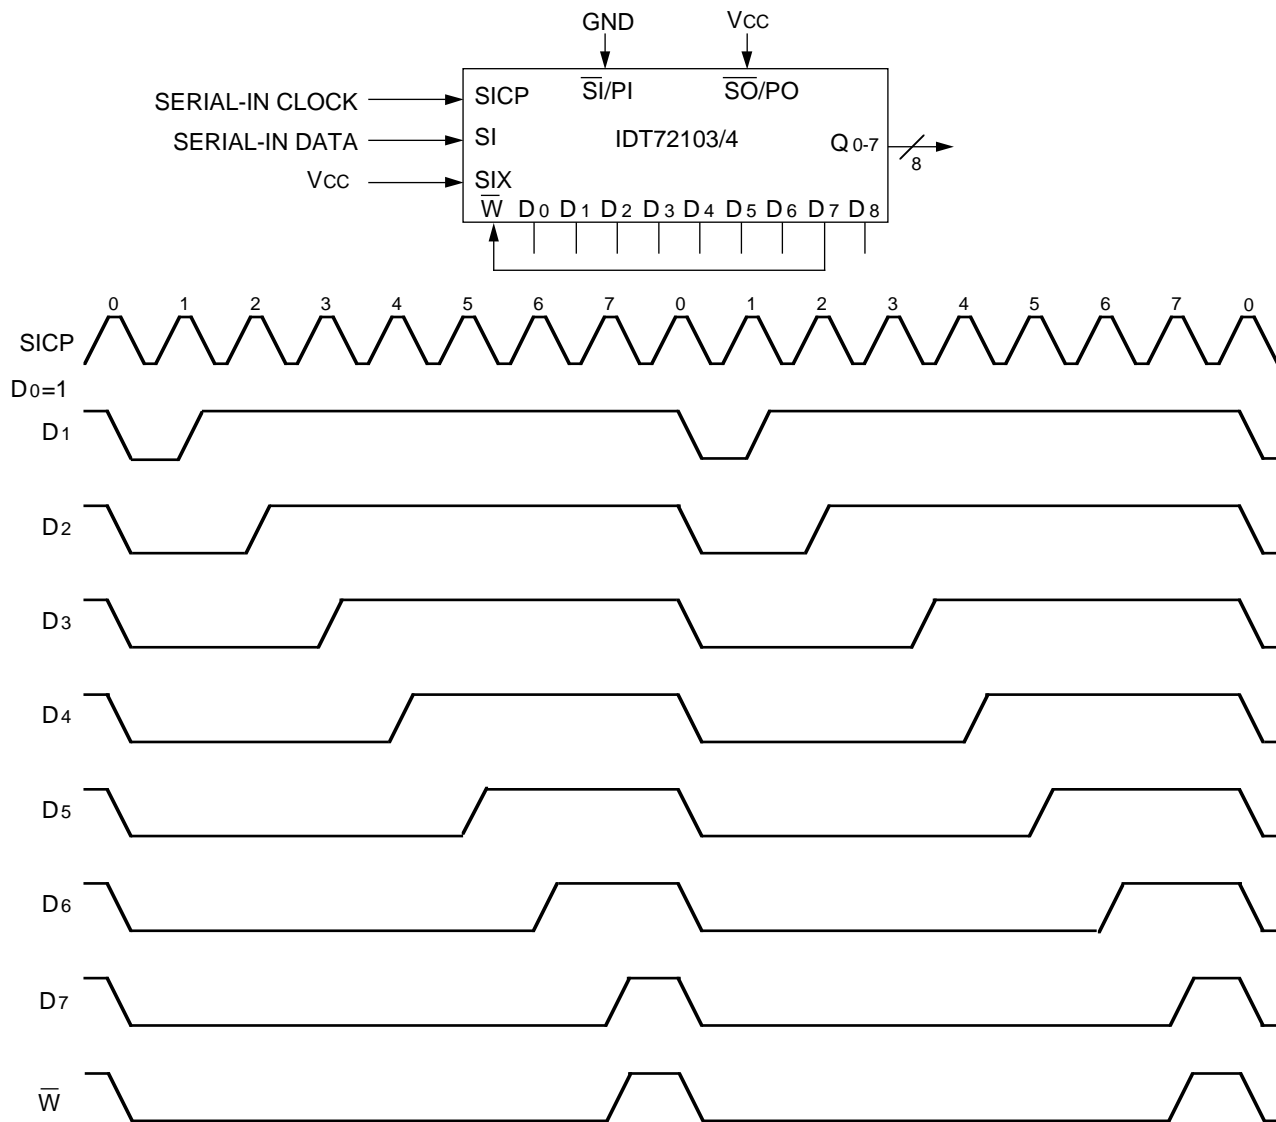 GND VCC
SERIAL-IN CLOCK SICP S̅I̅/PI S̅O̅/PO
SERIAL-IN DATA SI IDT72103/4 Q0-7
8
VCC SIX
W̅ D0 D1 D2 D3 D4 D5 D6 D7 D8
0 1 2 3 4 5 6 7 0 1 2 3 4 5 6 7 0
SICP
D0=1
D1
D2
D3
D4
D5
D6
D7
W̅